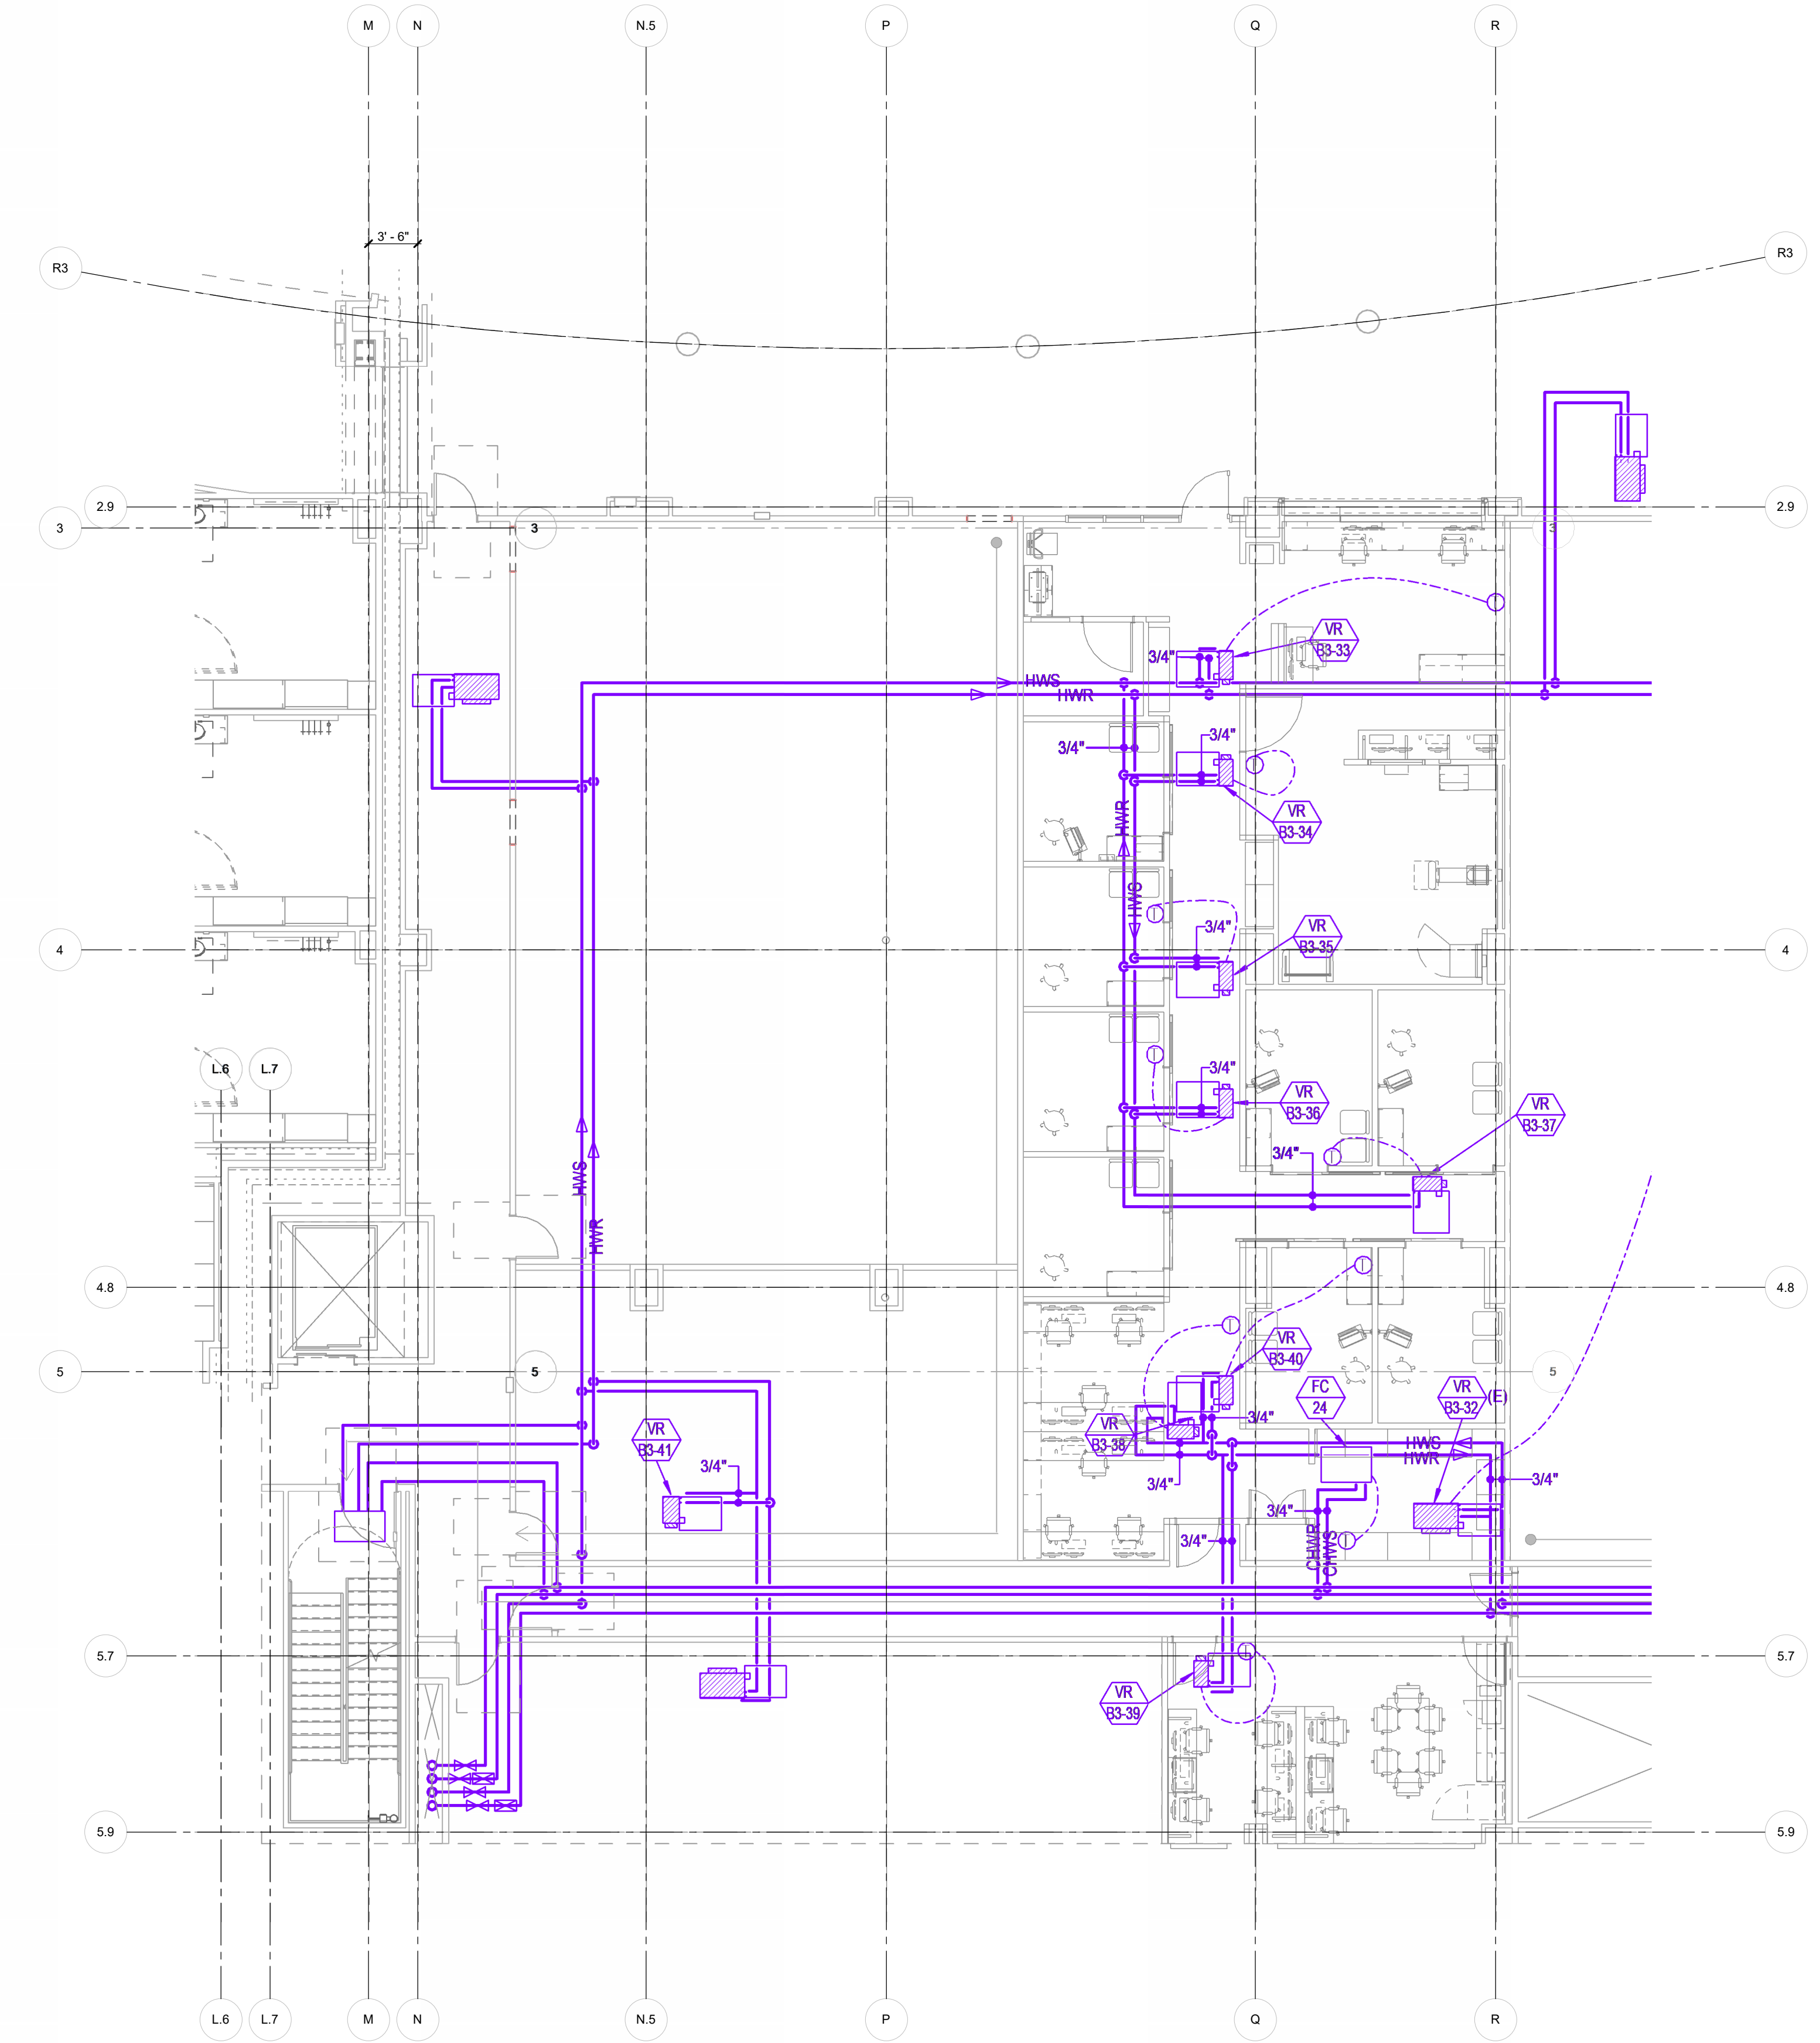 M
N
N.5
P
Q
R
3' - 6"
R3
R3
2.9
2.9
3
3
3
VR
B3-33
3/4"
HWS
HWR
3/4"
3/4"
VR
B3-34
HWR
HWS
3/4"
VR
B3-35
4
4
L.6
L.7
3/4"
VR
B3-36
VR
B3-37
3/4"
HWS
HWR
4.8
4.8
VR
B3-40
5
5
5
FC
24
VR
B3-32
(E)
VR
B3-38
3/4"
VR
B3-41
HWS
HWR
3/4"
3/4"
3/4"
3/4"
3/4"
CHWR
CHWS
5.7
5.7
VR
B3-39
5.9
5.9
L.6
L.7
M
N
N.5
P
Q
R